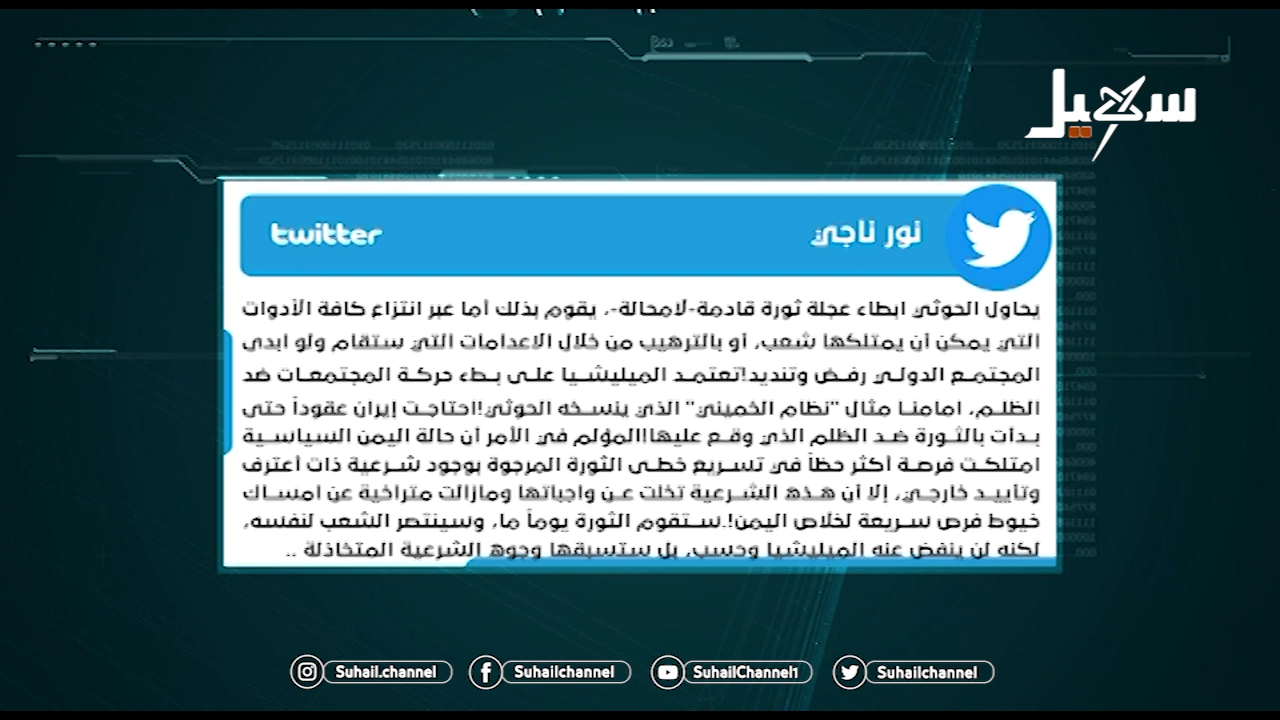 سهيل
نور ناجي
twitter
يحاول الحوثي ابطاء عجلة ثورة قادمة-لامحالة-، يقوم بذلك أما عبر انتزاع كافة الأدوات
التي يمكن أن يمتلكها شعب، أو بالترهيب من خلال الاعدامات التي ستقام ولو ابدى
المجتمع الدولي رفض وتنديد!تعتمد الميليشيا على بطء حركة المجتمعات ضد
الظلم، امامنا مثال "نظام الخميني" الذي ينسخه الحوثي!احتاجت إيران عقوداً حتى
بدأت بالثورة ضد الظلم الذي وقع عليها!المؤلم في الأمر أن حالة اليمن السياسية
امتلكت فرصة أكثر حظاً في تسريع خطى الثورة المرجوة بوجود شرعية ذات أعترف
وتأييد خارجي، إلا أن هذه الشرعية تخلت عن واجباتها ومازالت متراخية عن امساك
خيوط فرص سريعة لخلاص اليمن!.ستقوم الثورة يوماً ما، وسينتصر الشعب لنفسه،
لكنه لن ينفض عنه الميليشيا وحسب، بل ستسبقها وجوه الشرعية المتخاذلة ..
Suhail.channel
Suhailchannel
SuhailChannel1
Suhailchannel